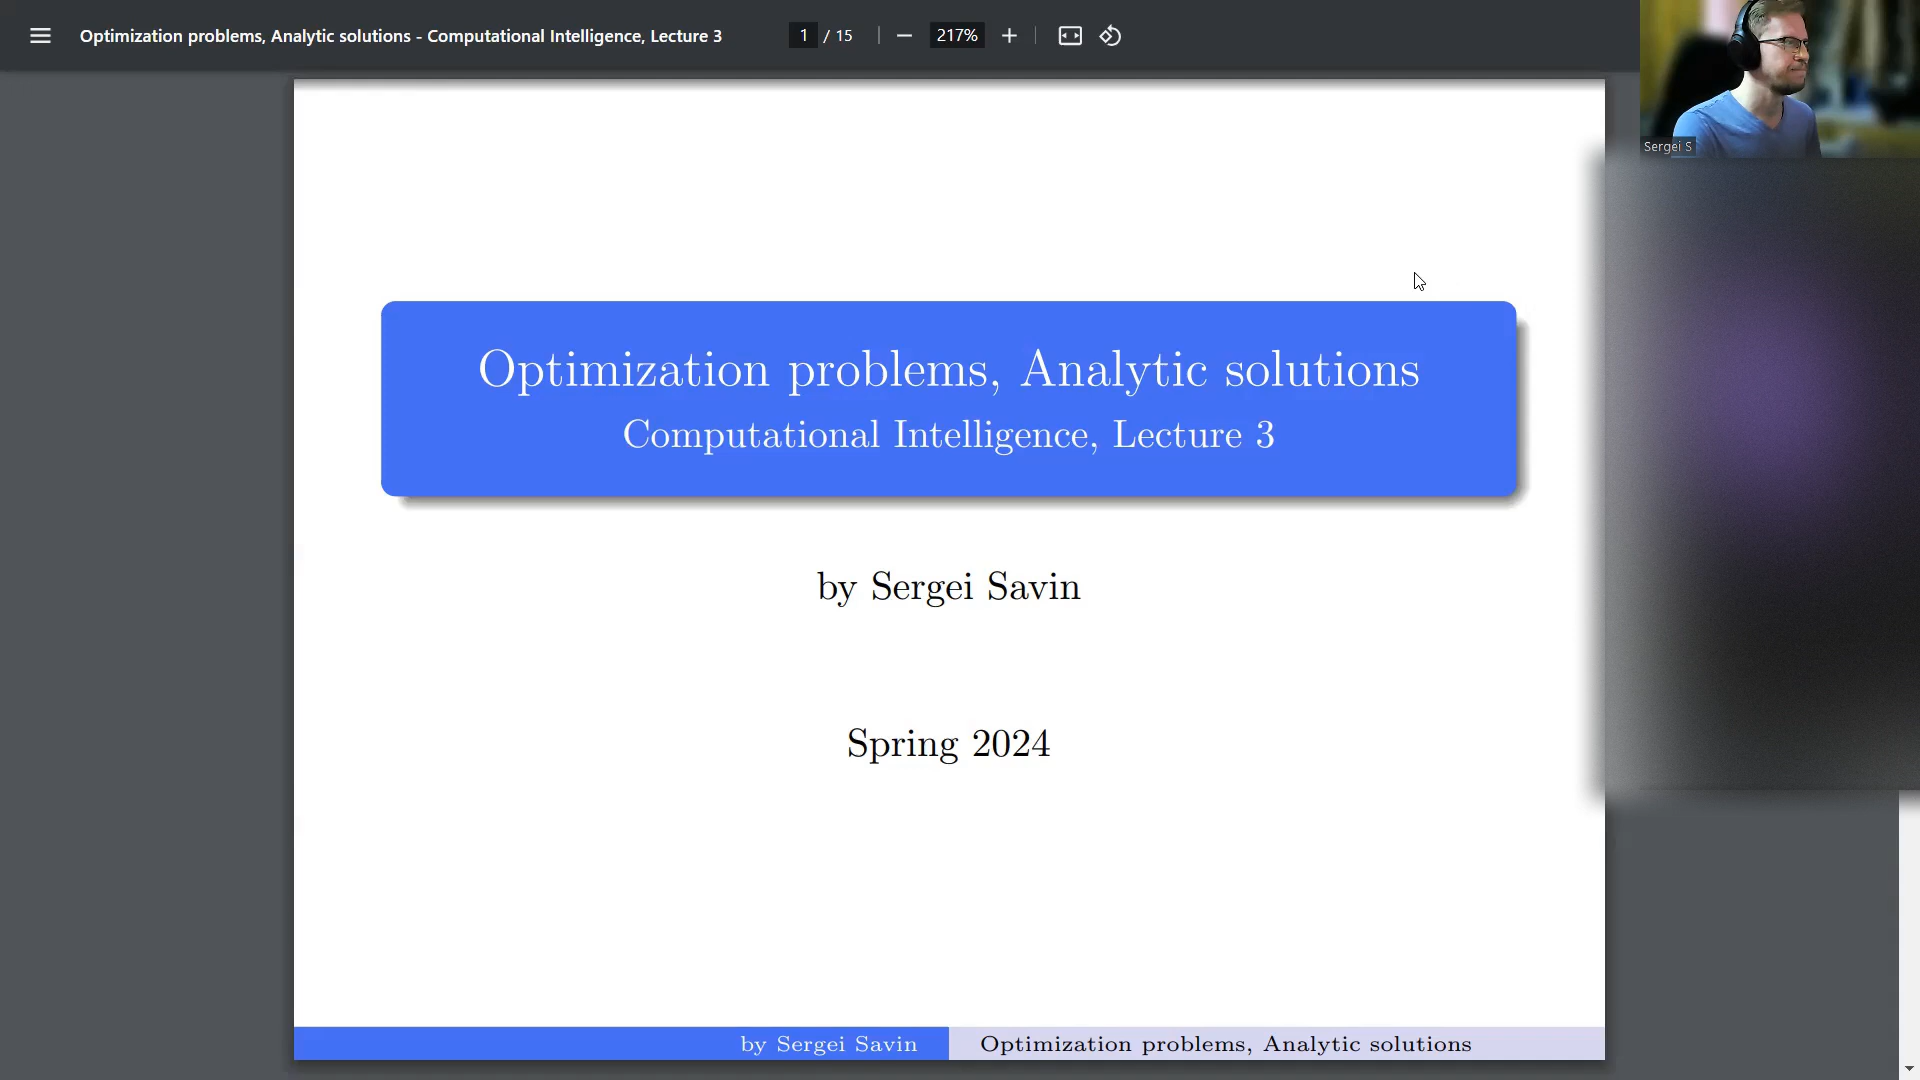 Optimization problems, Analytic solutions - Computational Intelligence, Lecture 3
1 / 15
217%
Sergei S
Optimization problems, Analytic solutions
Computational Intelligence, Lecture 3
by Sergei Savin
Spring 2024
by Sergei Savin
Optimization problems, Analytic solutions